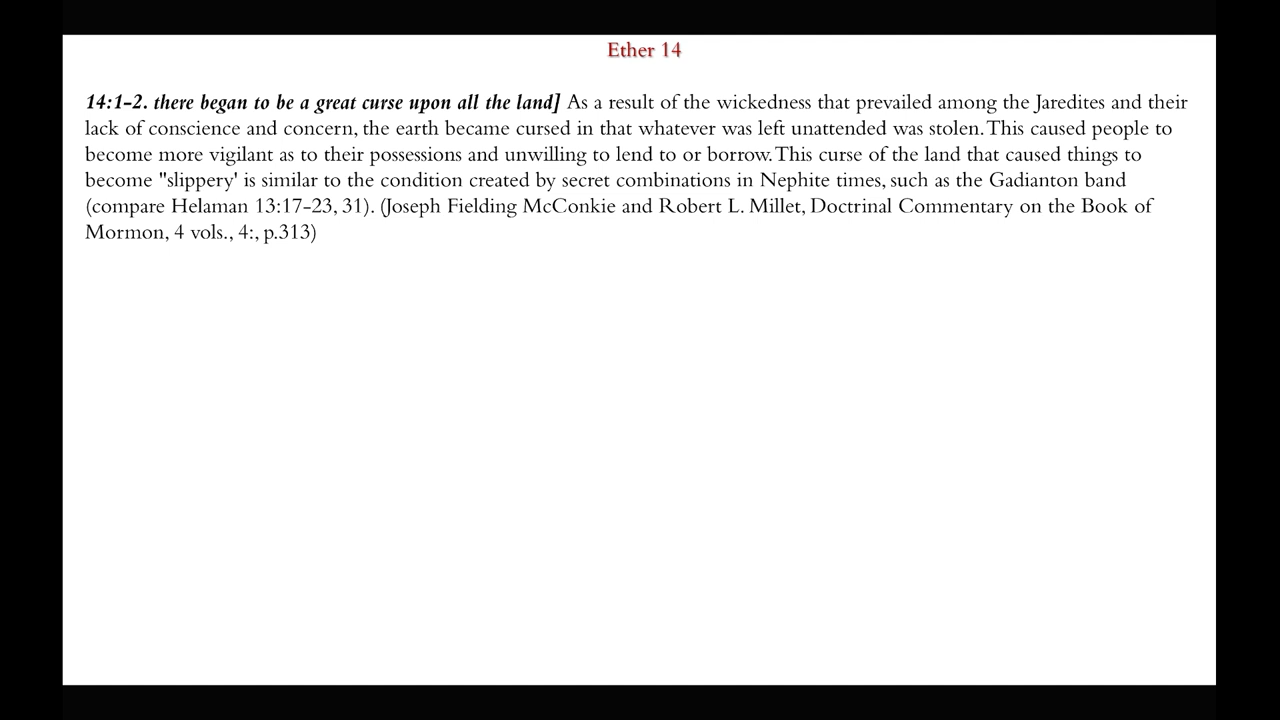 Ether 14
14:1-2. there began to be a great curse upon all the land] As a result of the wickedness that prevailed among the Jaredites and their
lack of conscience and concern, the earth became cursed in that whatever was left unattended was stolen. This caused people to
become more vigilant as to their possessions and unwilling to lend to or borrow. This curse of the land that caused things to
become "slippery' is similar to the condition created by secret combinations in Nephite times, such as the Gadianton band
(compare Helaman 13:17-23, 31). (Joseph Fielding McConkie and Robert L. Millet, Doctrinal Commentary on the Book of
Mormon, 4 vols., 4:, p.313)